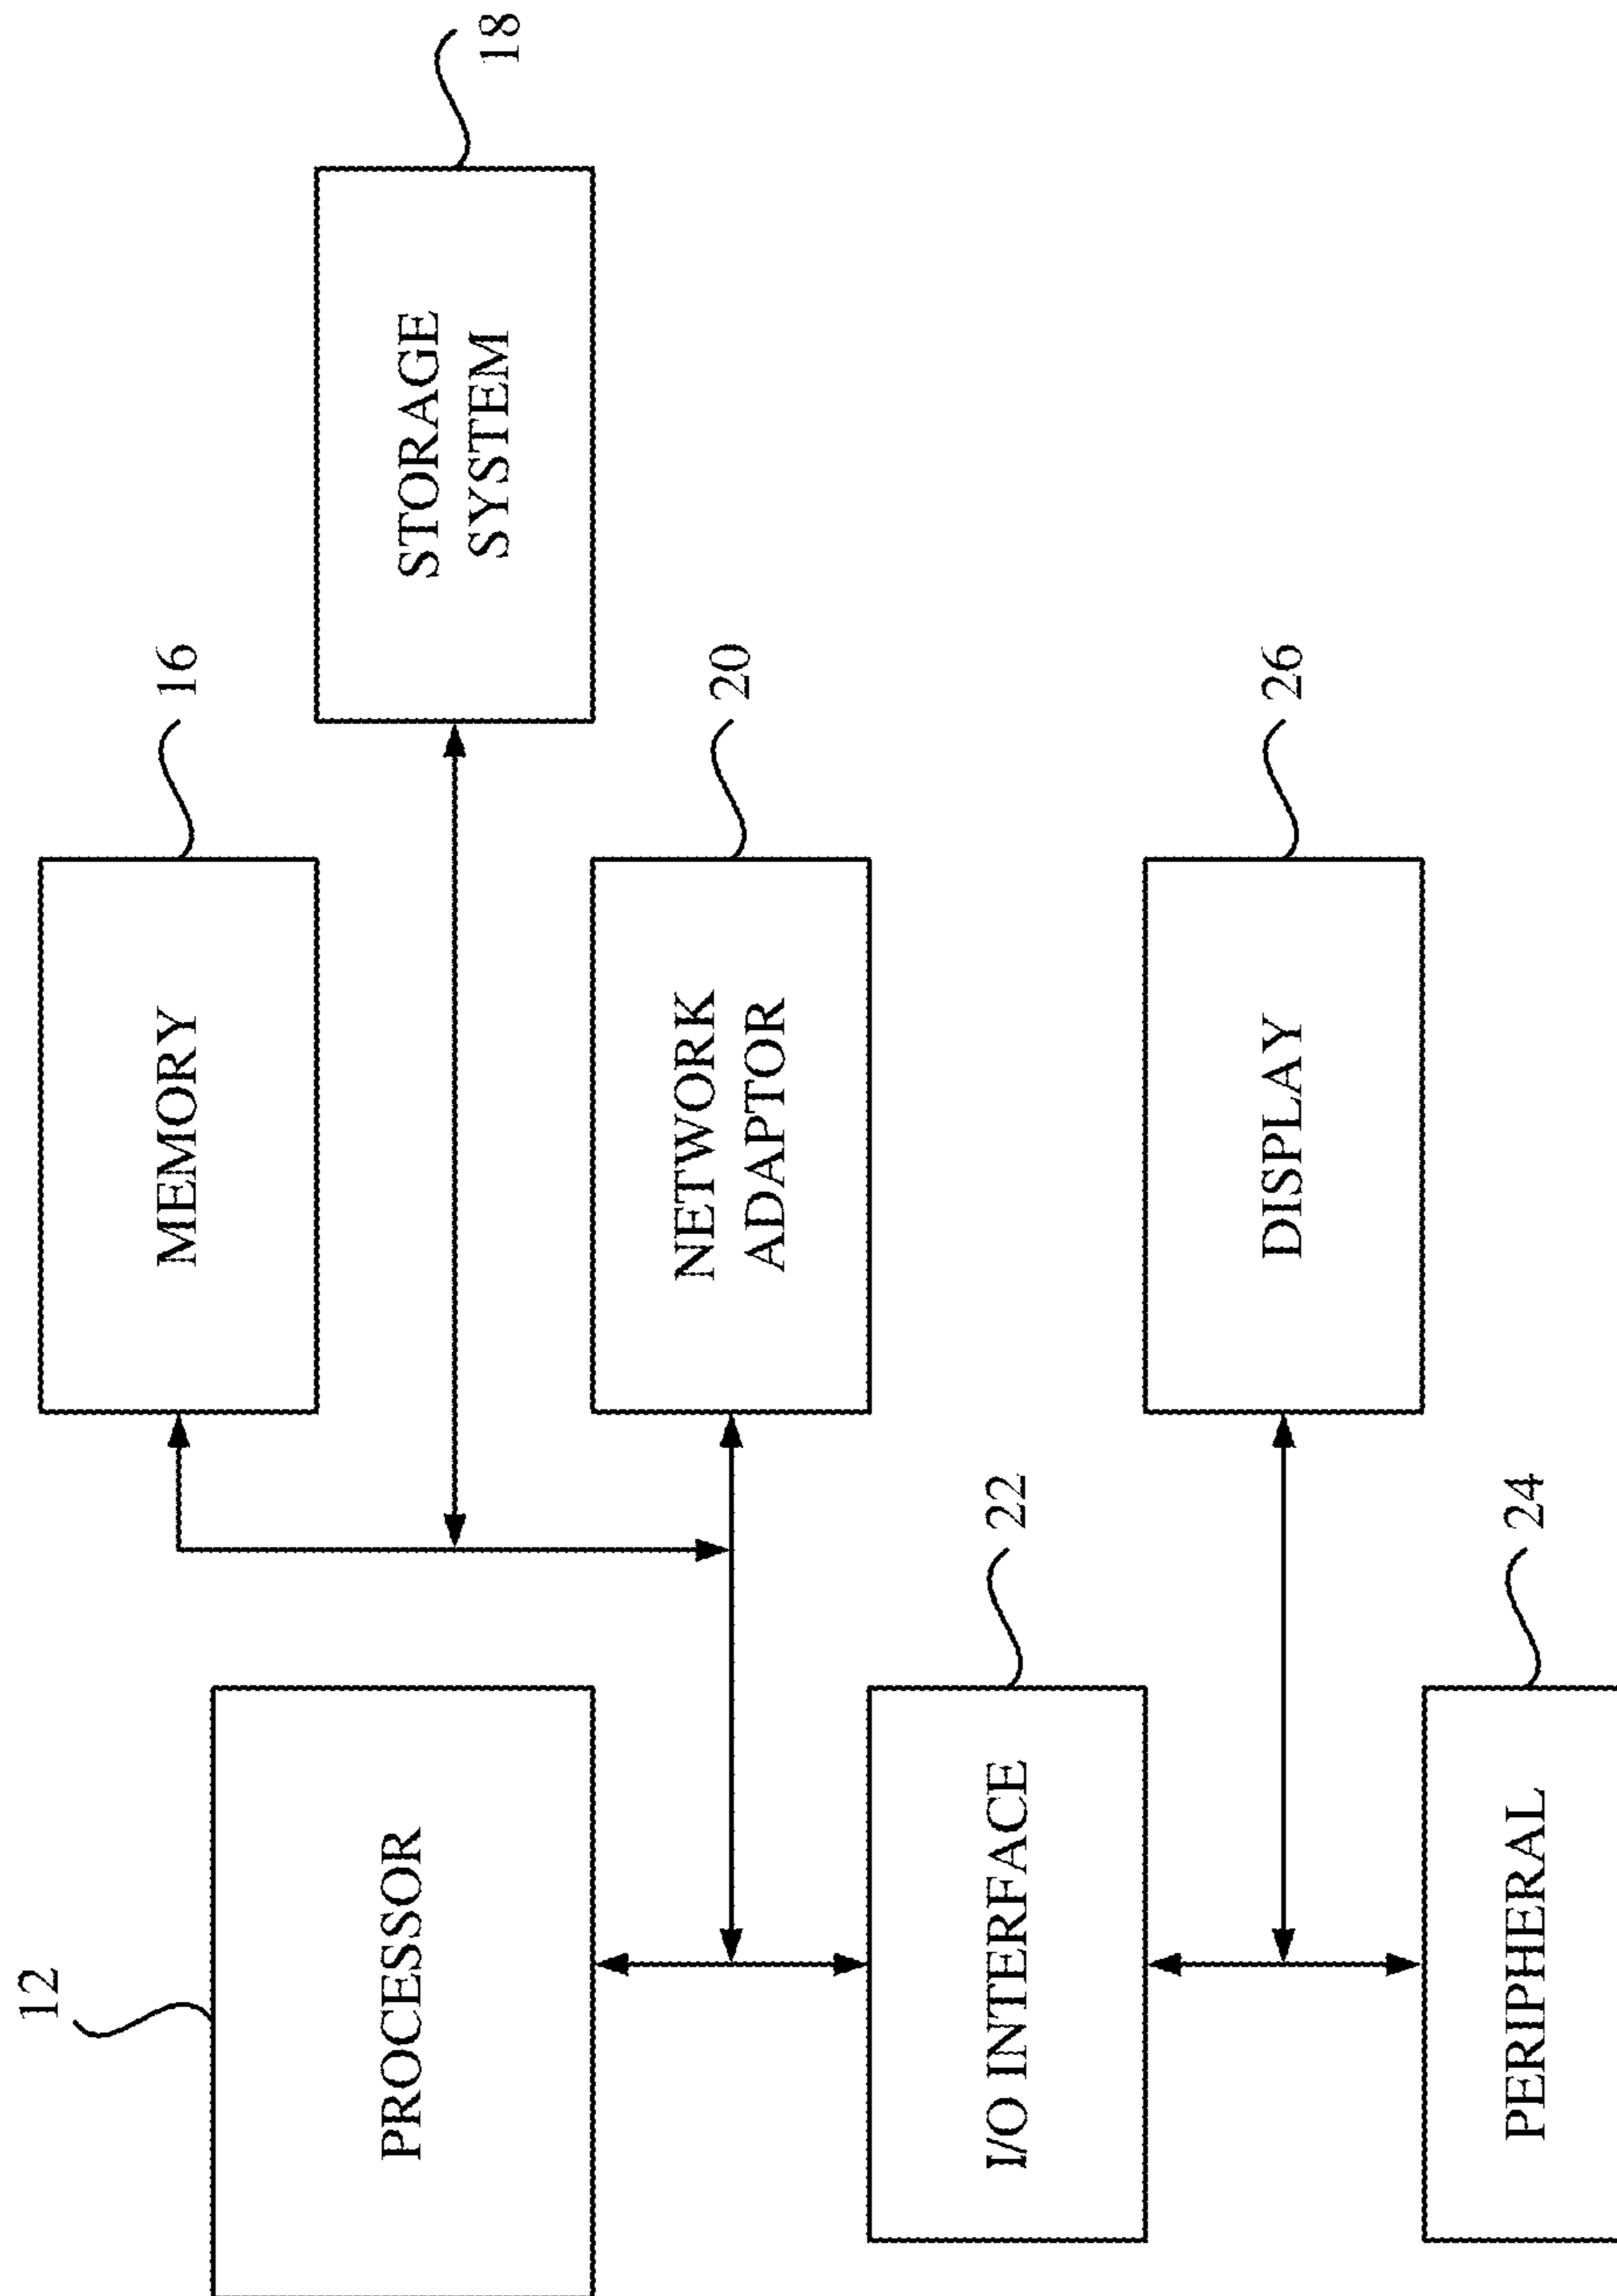 12
PROCESSOR
MEMORY
16
STORAGE
SYSTEM
18
NETWORK
ADAPTOR
20
I/O INTERFACE
22
DISPLAY
26
PERIPHERAL
24